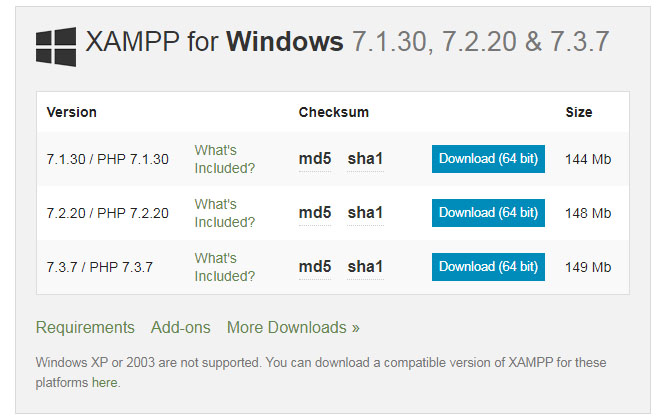 XAMPP for Windows 7.1.30, 7.2.20 & 7.3.7
Version Checksum Size
7.1.30 / PHP 7.1.30 What's Included? md5 sha1 Download (64 bit) 144 Mb
7.2.20 / PHP 7.2.20 What's Included? md5 sha1 Download (64 bit) 148 Mb
7.3.7 / PHP 7.3.7 What's Included? md5 sha1 Download (64 bit) 149 Mb
Requirements Add-ons More Downloads »
Windows XP or 2003 are not supported. You can download a compatible version of XAMPP for these
platforms here.